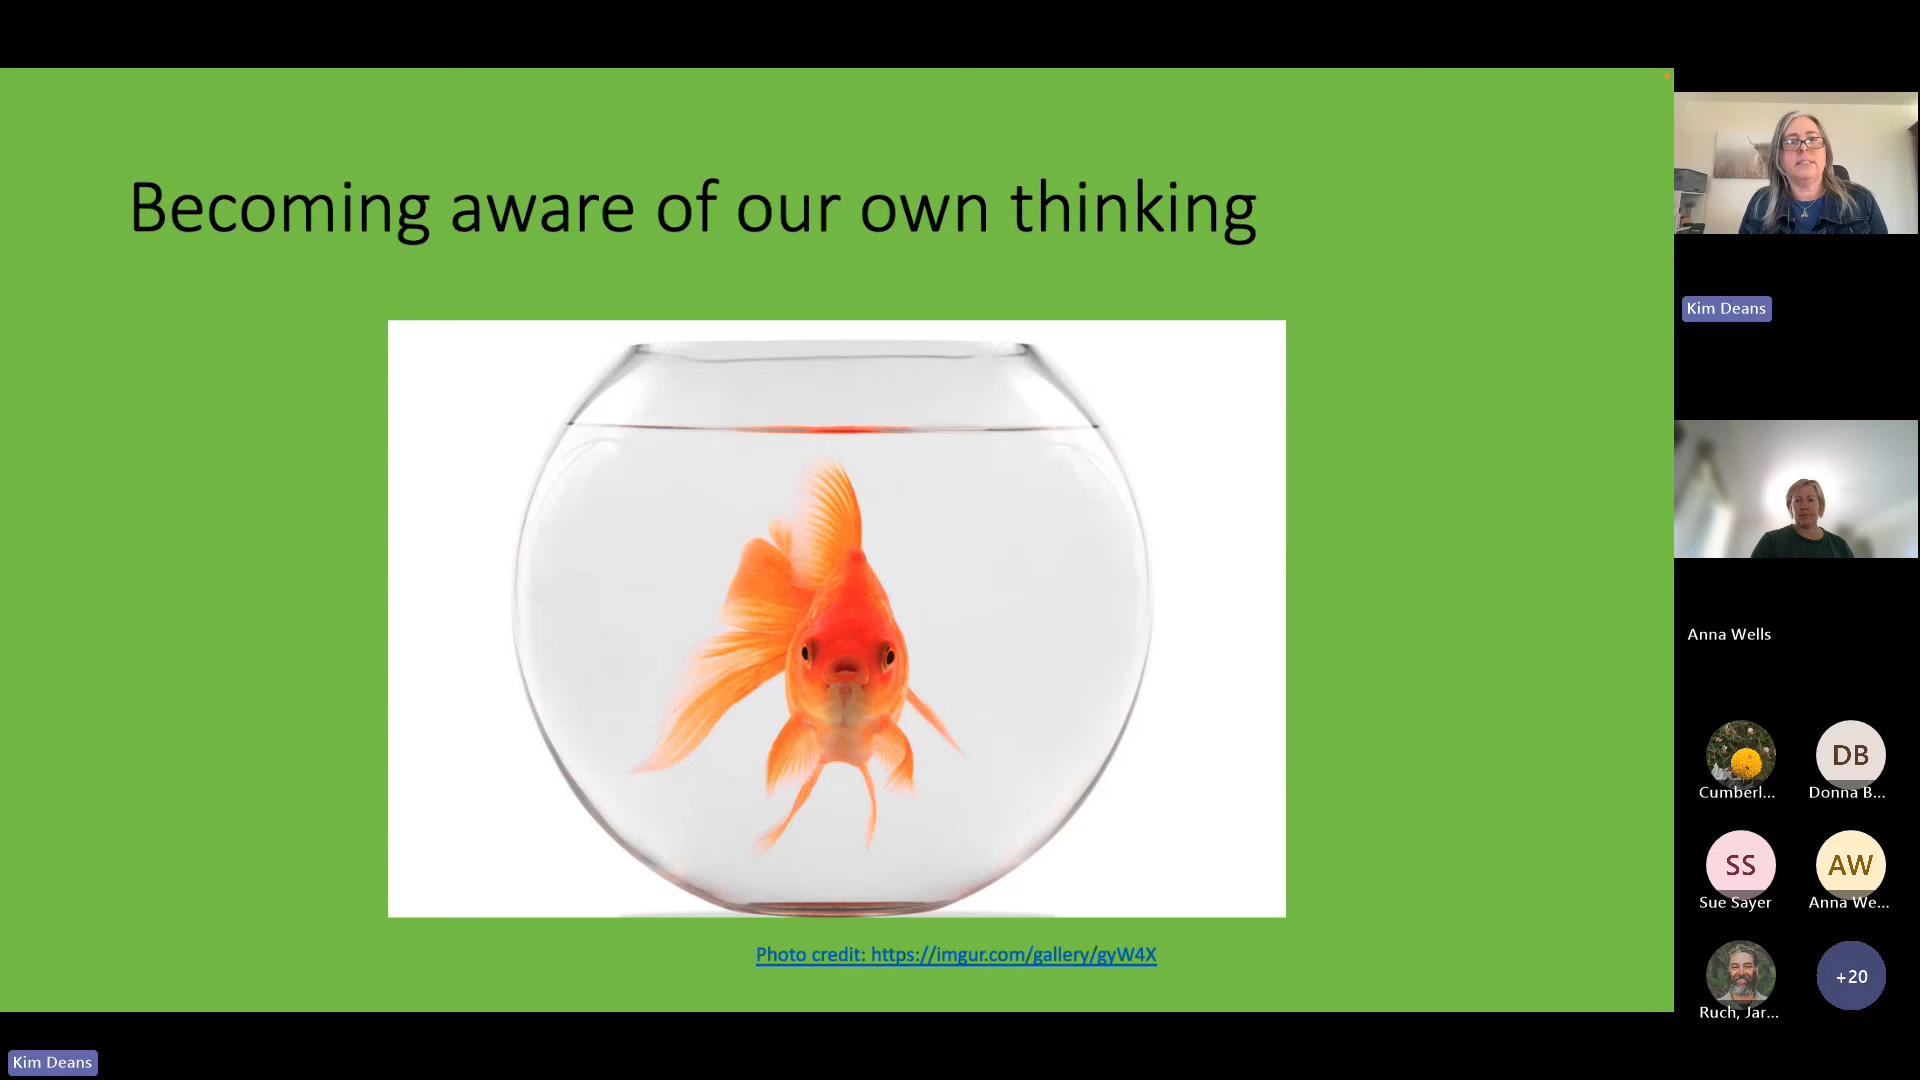 Becoming aware of our own thinking
Photo credit: https://imgur.com/gallery/gyW4X
Kim Deans
Anna Wells
Cumberl...
DB
Donna B...
SS
Sue Sayer
AW
Anna We...
Ruch, Jar...
+20
Kim Deans